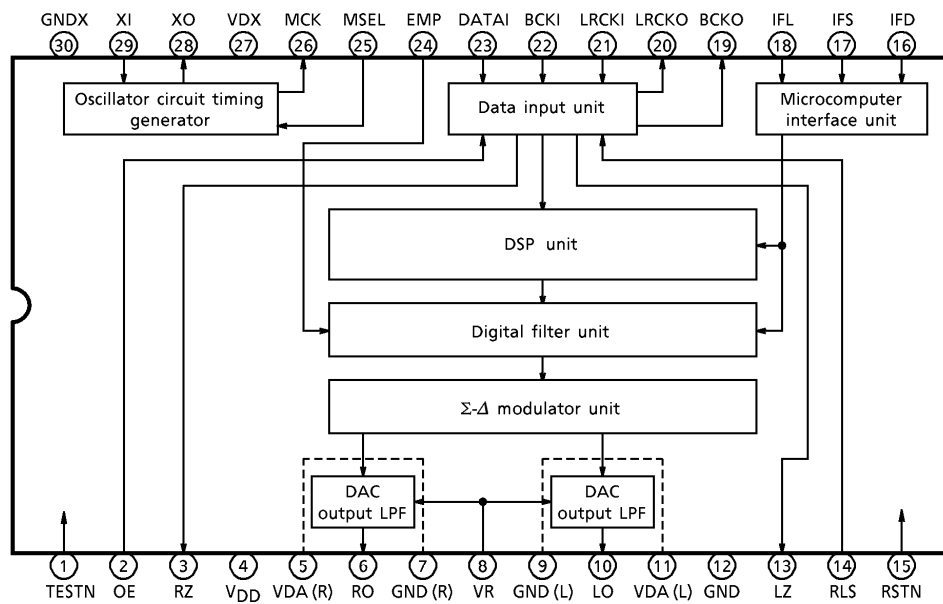 GNDX XI XO VDX MCK MSEL EMP DATAI BCKI LRCKI LRCKO BCKO IFL IFS IFD
30 29 28 27 26 25 24 23 22 21 20 19 18 17 16
Oscillator circuit timing
generator
Data input unit
Microcomputer
interface unit
DSP unit
Digital filter unit
Σ-Δ modulator unit
DAC
output LPF
DAC
output LPF
1 2 3 4 5 6 7 8 9 10 11 12 13 14 15
TESTN OE RZ VDD VDA (R) RO GND (R) VR GND (L) LO VDA (L) GND LZ RLS RSTN